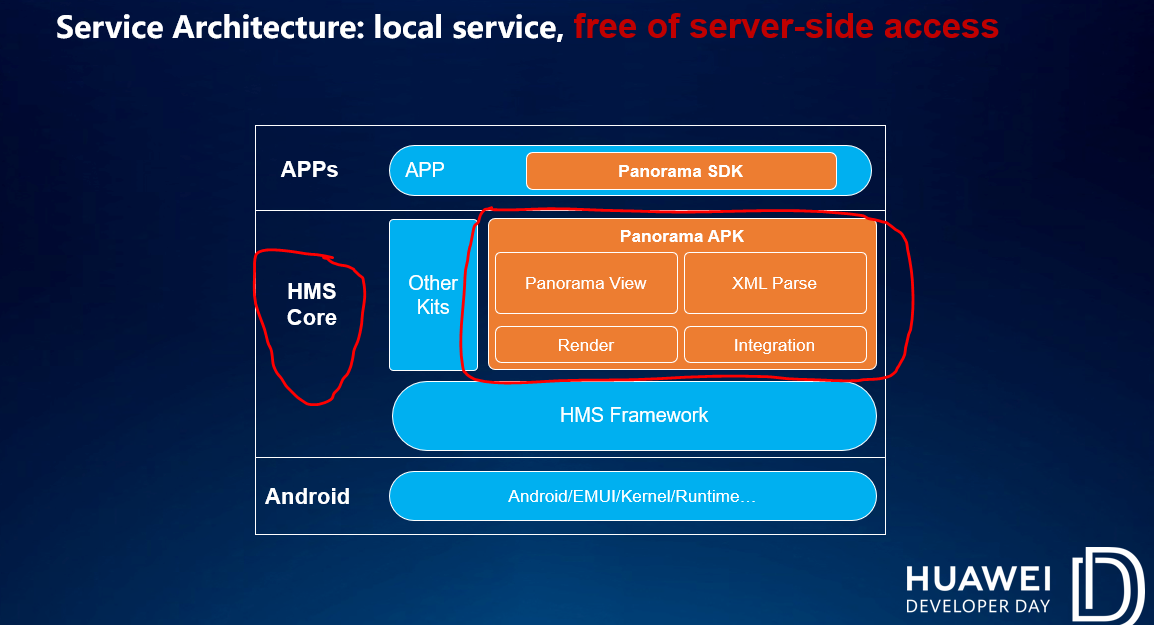 Service Architecture: local service, free of server-side access
APPs
APP
Panorama SDK
HMS
Core
Other
Kits
Panorama APK
Panorama View
XML Parse
Render
Integration
HMS Framework
Android
Android/EMUI/Kernel/Runtime…
HUAWEI
DEVELOPER DAY